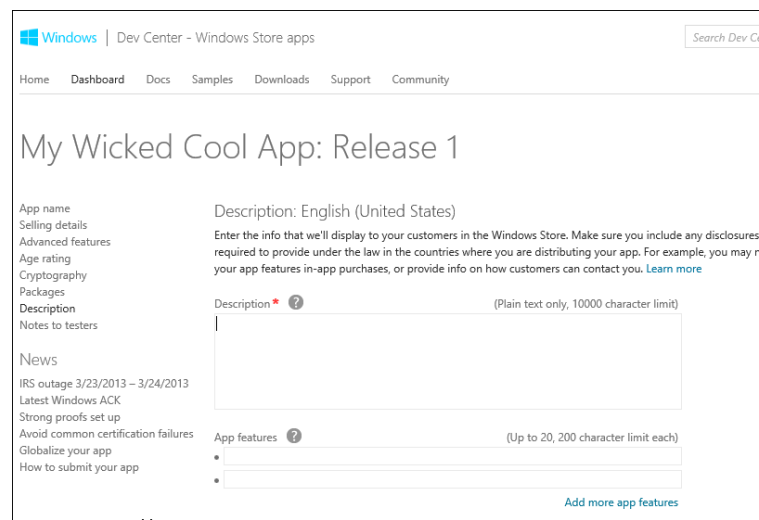 Windows | Dev Center - Windows Store apps
Search Dev Ce
Home Dashboard Docs Samples Downloads Support Community
My Wicked Cool App: Release 1
App name
Selling details
Advanced features
Age rating
Cryptography
Packages
Description
Notes to testers
News
IRS outage 3/23/2013 – 3/24/2013
Latest Windows ACK
Strong proofs set up
Avoid common certification failures
Globalize your app
How to submit your app
Description: English (United States)
Enter the info that we'll display to your customers in the Windows Store. Make sure you include any disclosures
required to provide under the law in the countries where you are distributing your app. For example, you may n
your app features in-app purchases, or provide info on how customers can contact you. Learn more
Description * ? (Plain text only, 10000 character limit)
App features ? (Up to 20, 200 character limit each)
Add more app features